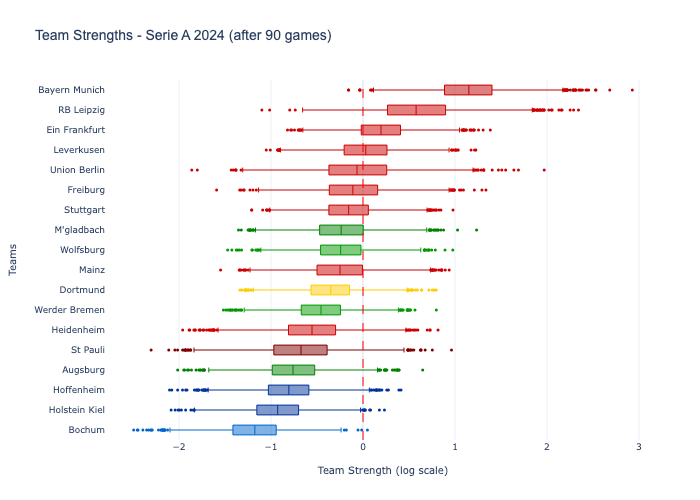 Team Strengths - Serie A 2024 (after 90 games)
Bayern Munich
RB Leipzig
Ein Frankfurt
Leverkusen
Union Berlin
Freiburg
Stuttgart
M'gladbach
Wolfsburg
Mainz
Dortmund
Werder Bremen
Heidenheim
St Pauli
Augsburg
Hoffenheim
Holstein Kiel
Bochum
Teams
−2 −1 0 1 2 3
Team Strength (log scale)